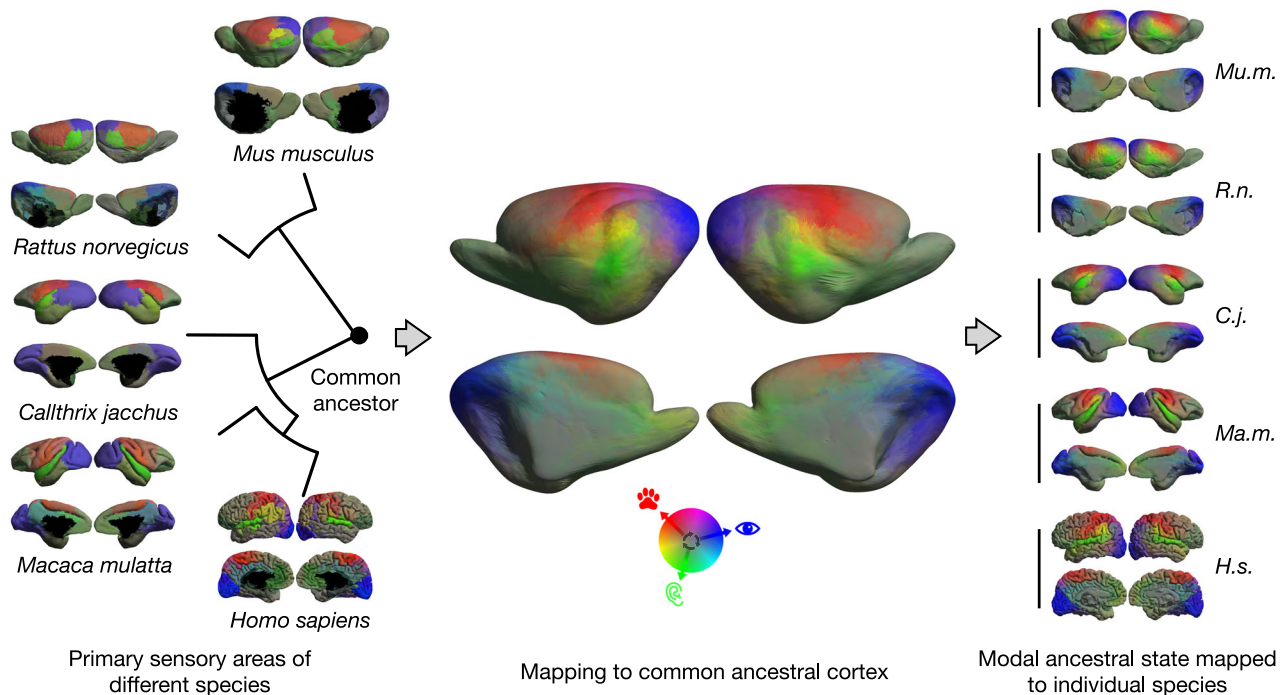 Mus musculus
Rattus norvegicus
Callthrix jacchus
Macaca mulatta
Homo sapiens
Common
ancestor
Primary sensory areas of
different species
Mapping to common ancestral cortex
Mu.m.
R.n.
C.j.
Ma.m.
H.s.
Modal ancestral state mapped
to individual species